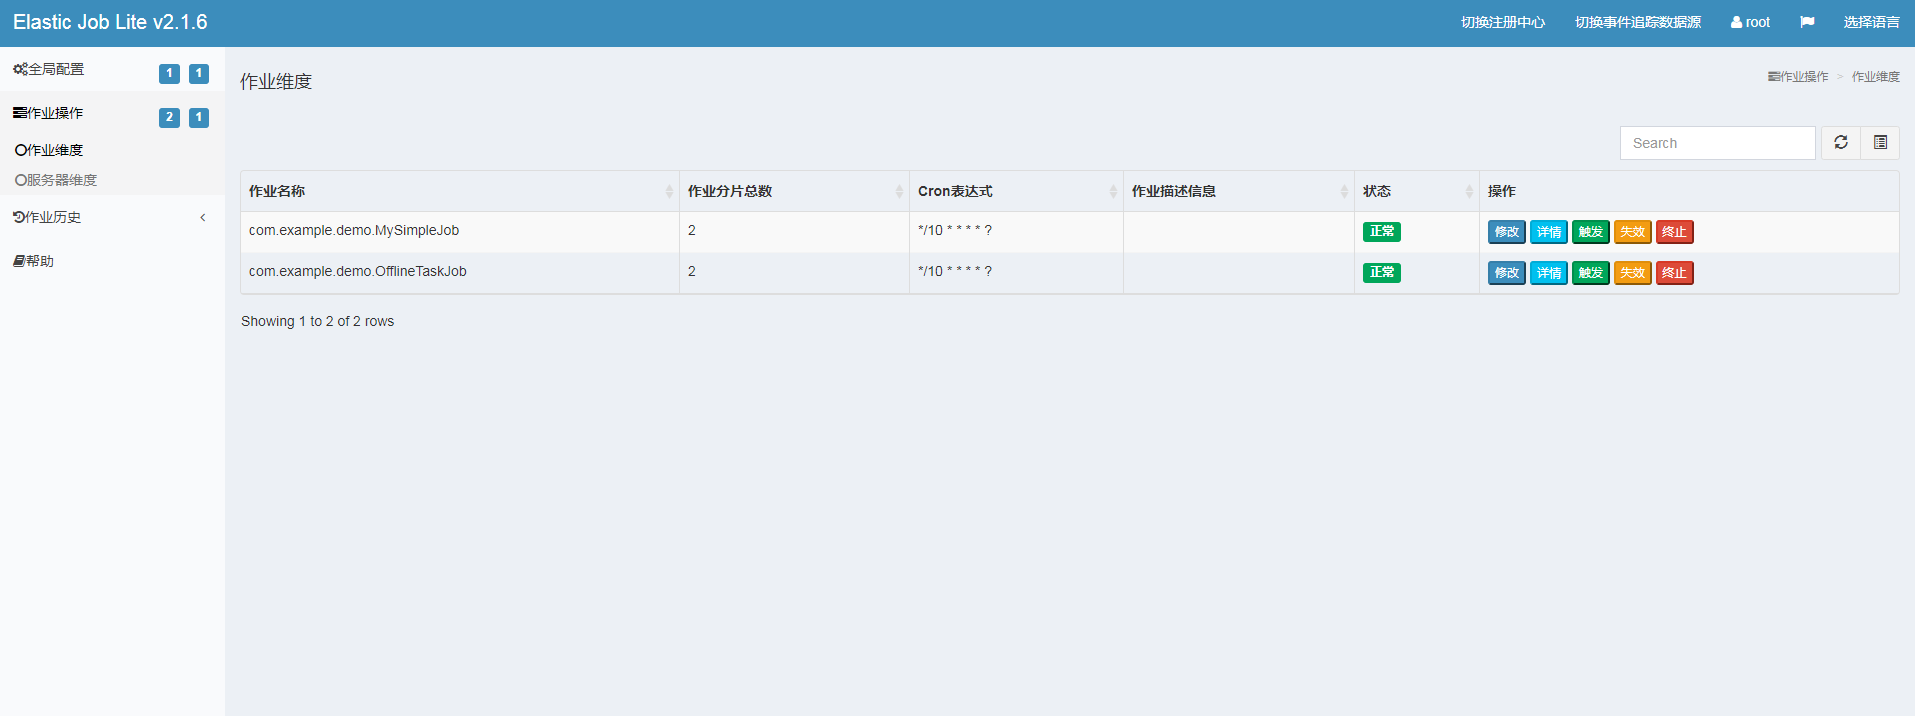 Elastic Job Lite v2.1.6
切换注册中心 切换事件追踪数据源 root 选择语言
全局配置 1 1
作业操作 2 1
作业维度
服务器维度
作业历史
帮助
作业维度
作业操作 > 作业维度
Search
作业名称 作业分片总数 Cron表达式 作业描述信息 状态 操作
com.example.demo.MySimpleJob 2 */10 * * * * ? 正常 修改 详情 触发 失效 终止
com.example.demo.OfflineTaskJob 2 */10 * * * * ? 正常 修改 详情 触发 失效 终止
Showing 1 to 2 of 2 rows